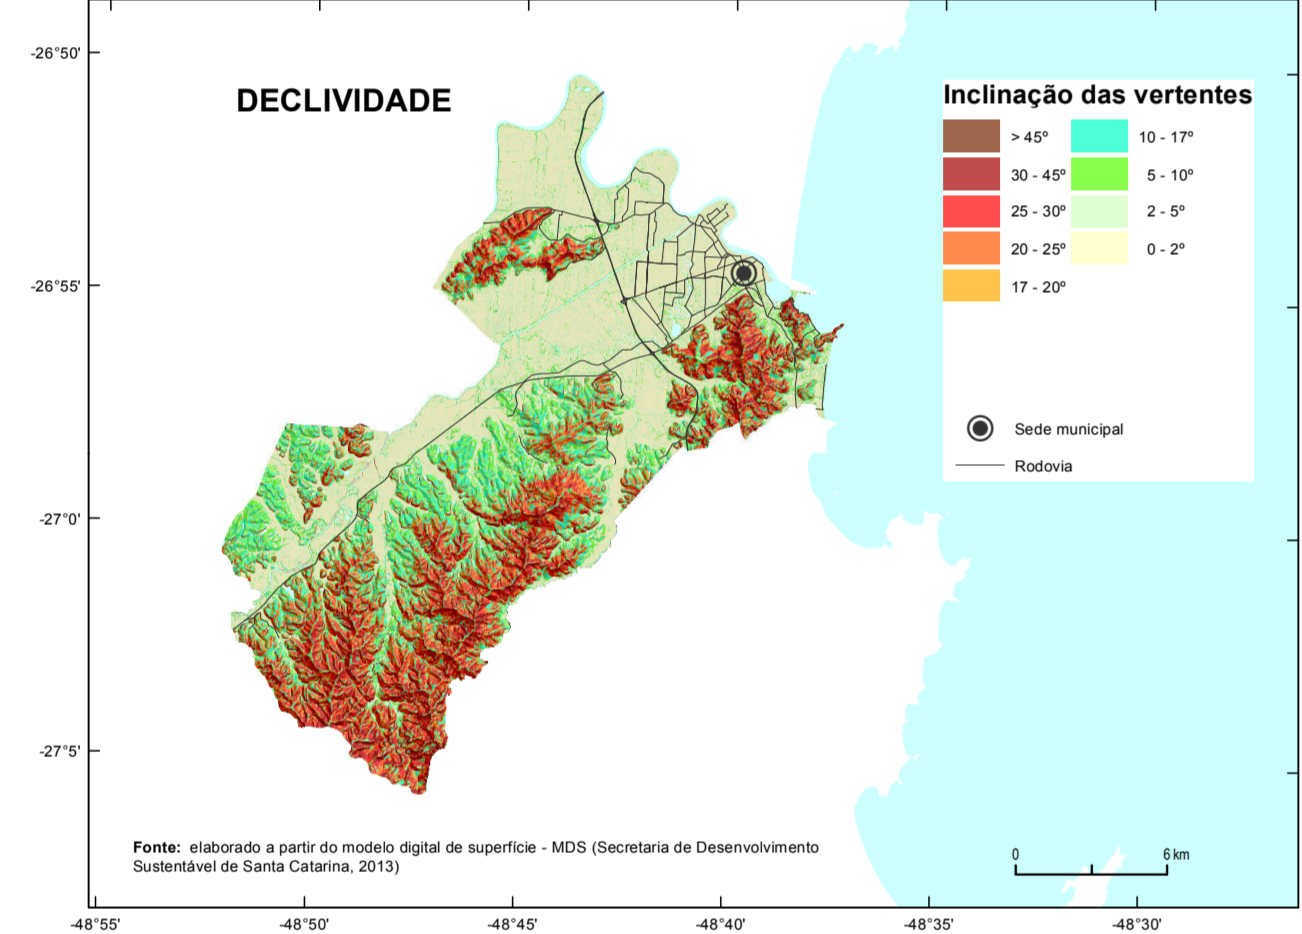 -26°50'
DECLIVIDADE
Inclinação das vertentes
> 45º
10 - 17º
30 - 45º
5 - 10º
25 - 30º
2 - 5º
20 - 25º
0 - 2º
17 - 20º
-26°55'
Sede municipal
Rodovia
-27°0'
-27°5'
Fonte: elaborado a partir do modelo digital de superfície - MDS (Secretaria de Desenvolvimento
Sustentável de Santa Catarina, 2013)
0
6 km
-48°55'
-48°50'
-48°45'
-48°40'
-48°35'
-48°30'